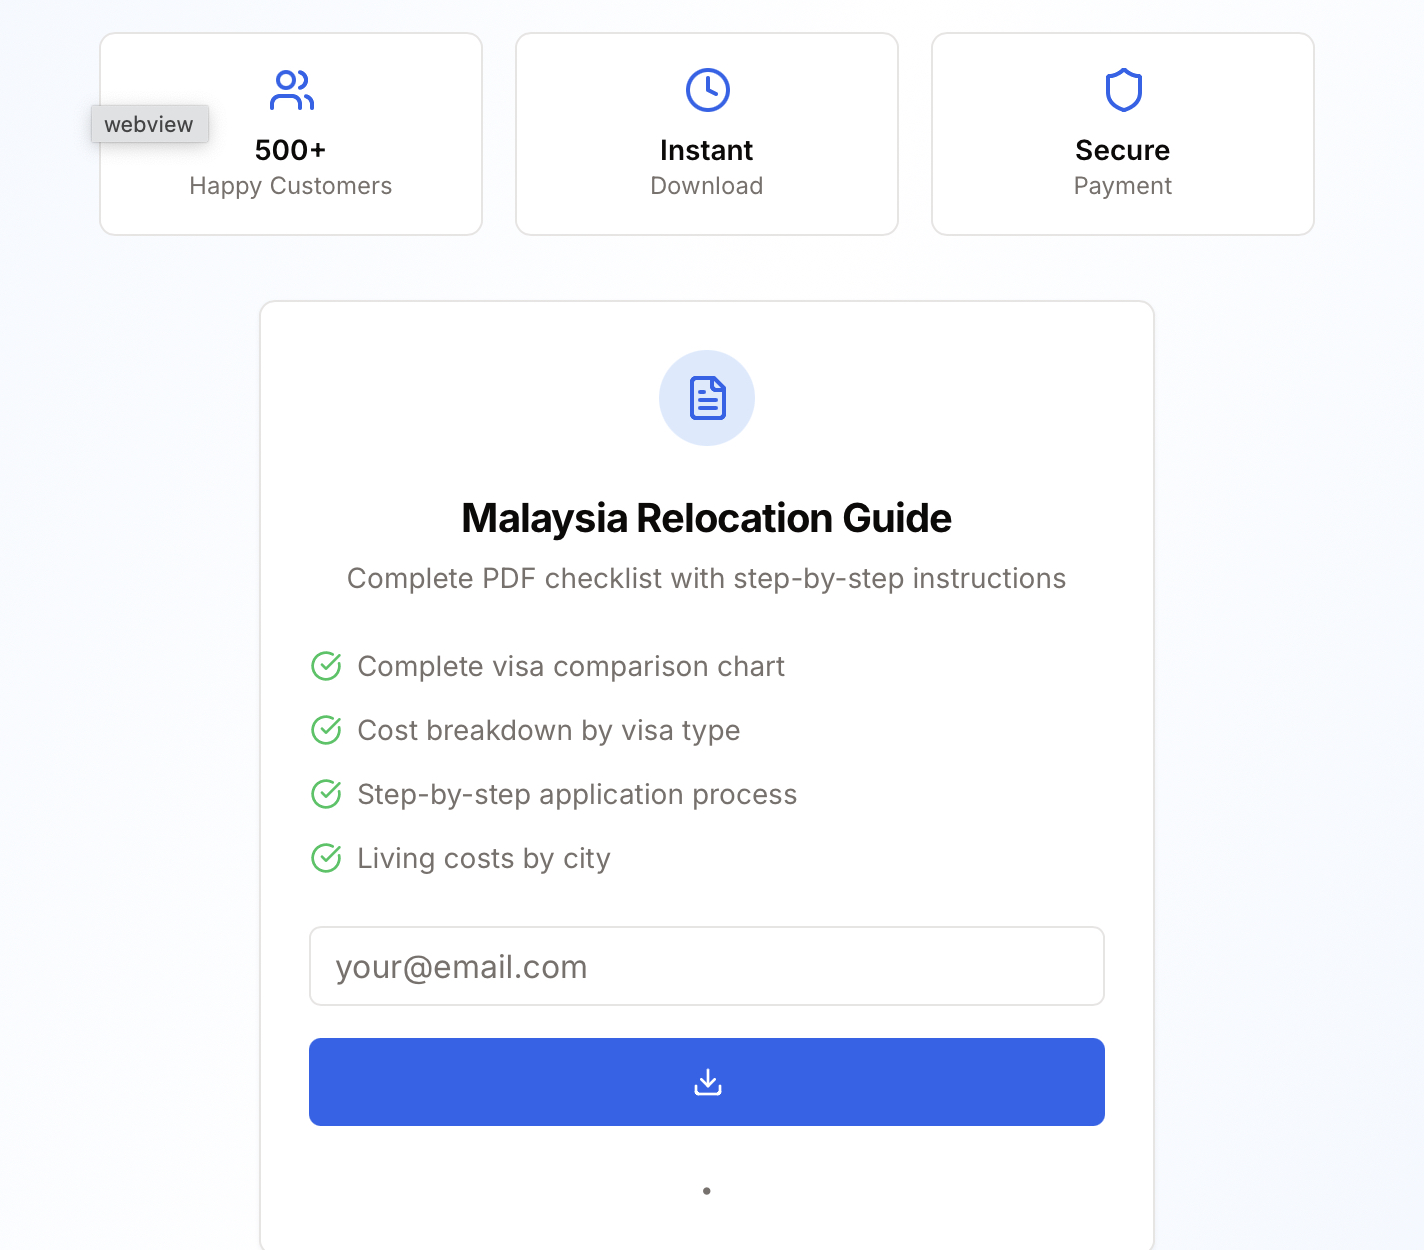 webview
500+
Happy Customers
Instant
Download
Secure
Payment
Malaysia Relocation Guide
Complete PDF checklist with step-by-step instructions
Complete visa comparison chart
Cost breakdown by visa type
Step-by-step application process
Living costs by city
your@email.com
•